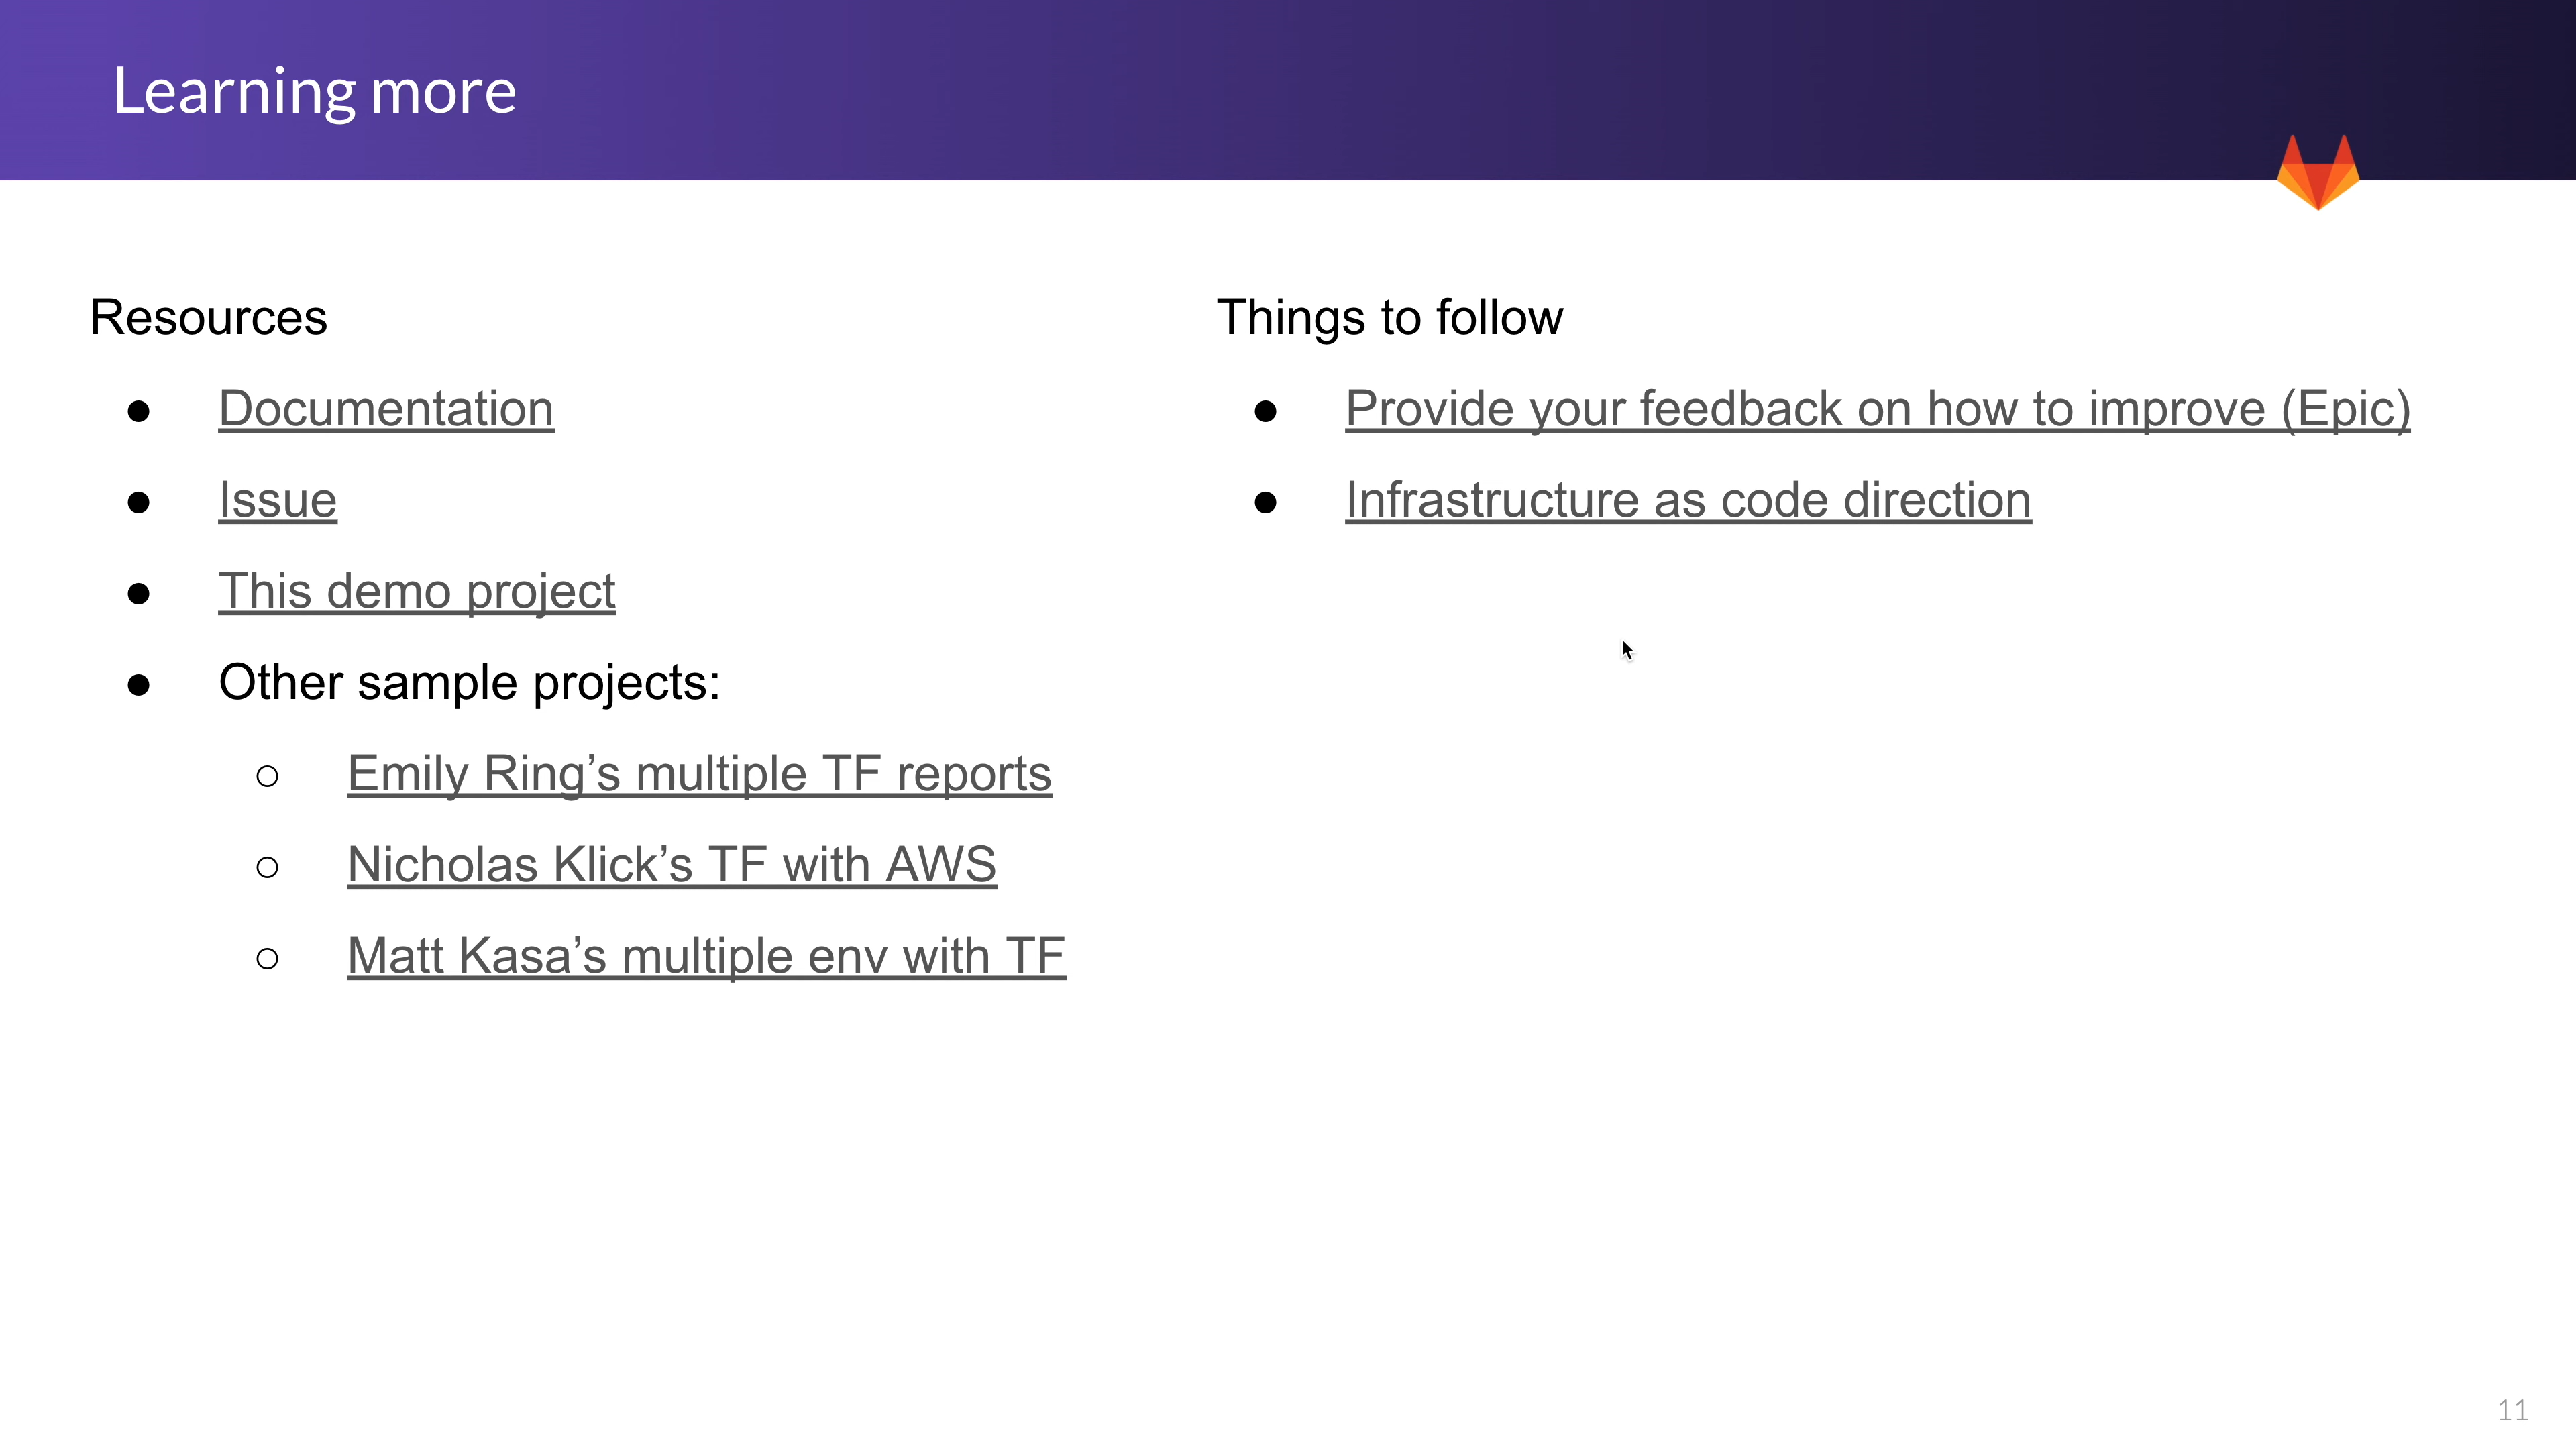 Learning more
Resources
● Documentation
● Issue
● This demo project
● Other sample projects:
○ Emily Ring’s multiple TF reports
○ Nicholas Klick’s TF with AWS
○ Matt Kasa’s multiple env with TF
Things to follow
● Provide your feedback on how to improve (Epic)
● Infrastructure as code direction
11